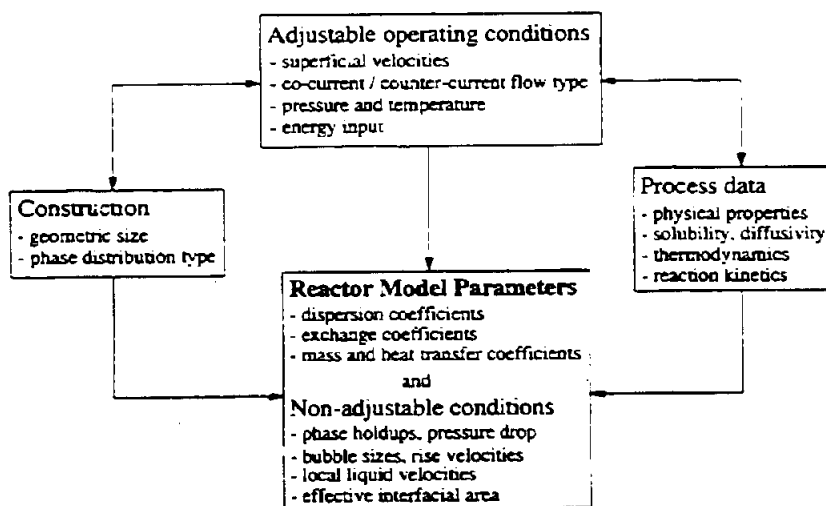 Adjustable operating conditions
- superficial velocities
- co-current / counter-current flow type
- pressure and temperature
- energy input
Construction
- geometric size
- phase distribution type
Process data
- physical properties
- solubility, diffusivity
- thermodynamics
- reaction kinetics
Reactor Model Parameters
- dispersion coefficients
- exchange coefficients
- mass and heat transfer coefficients
and
Non-adjustable conditions
- phase holdups, pressure drop
- bubble sizes, rise velocities
- local liquid velocities
- effective interfacial area